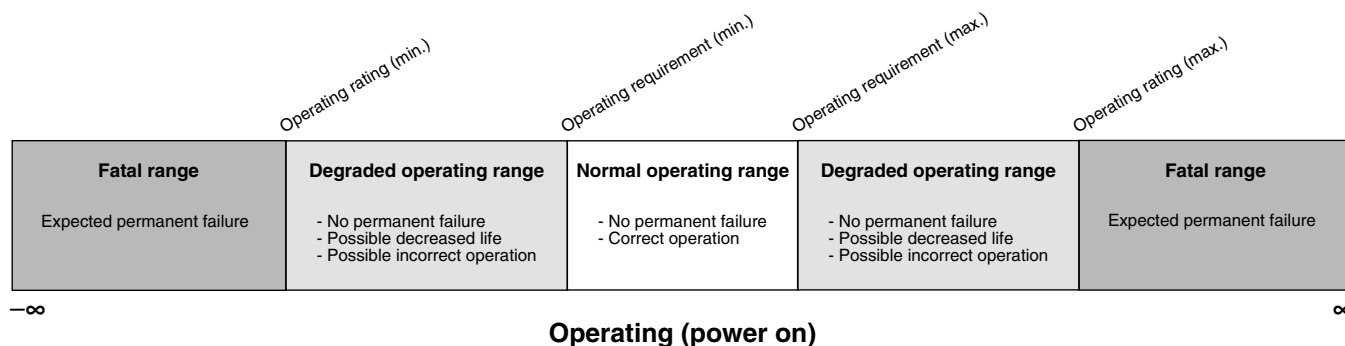 Operating rating (min.)
Operating requirement (min.)
Operating requirement (max.)
Operating rating (max.)
Fatal range
Expected permanent failure
Degraded operating range
- No permanent failure
- Possible decreased life
- Possible incorrect operation
Normal operating range
- No permanent failure
- Correct operation
Degraded operating range
- No permanent failure
- Possible decreased life
- Possible incorrect operation
Fatal range
Expected permanent failure
–∞
∞
Operating (power on)